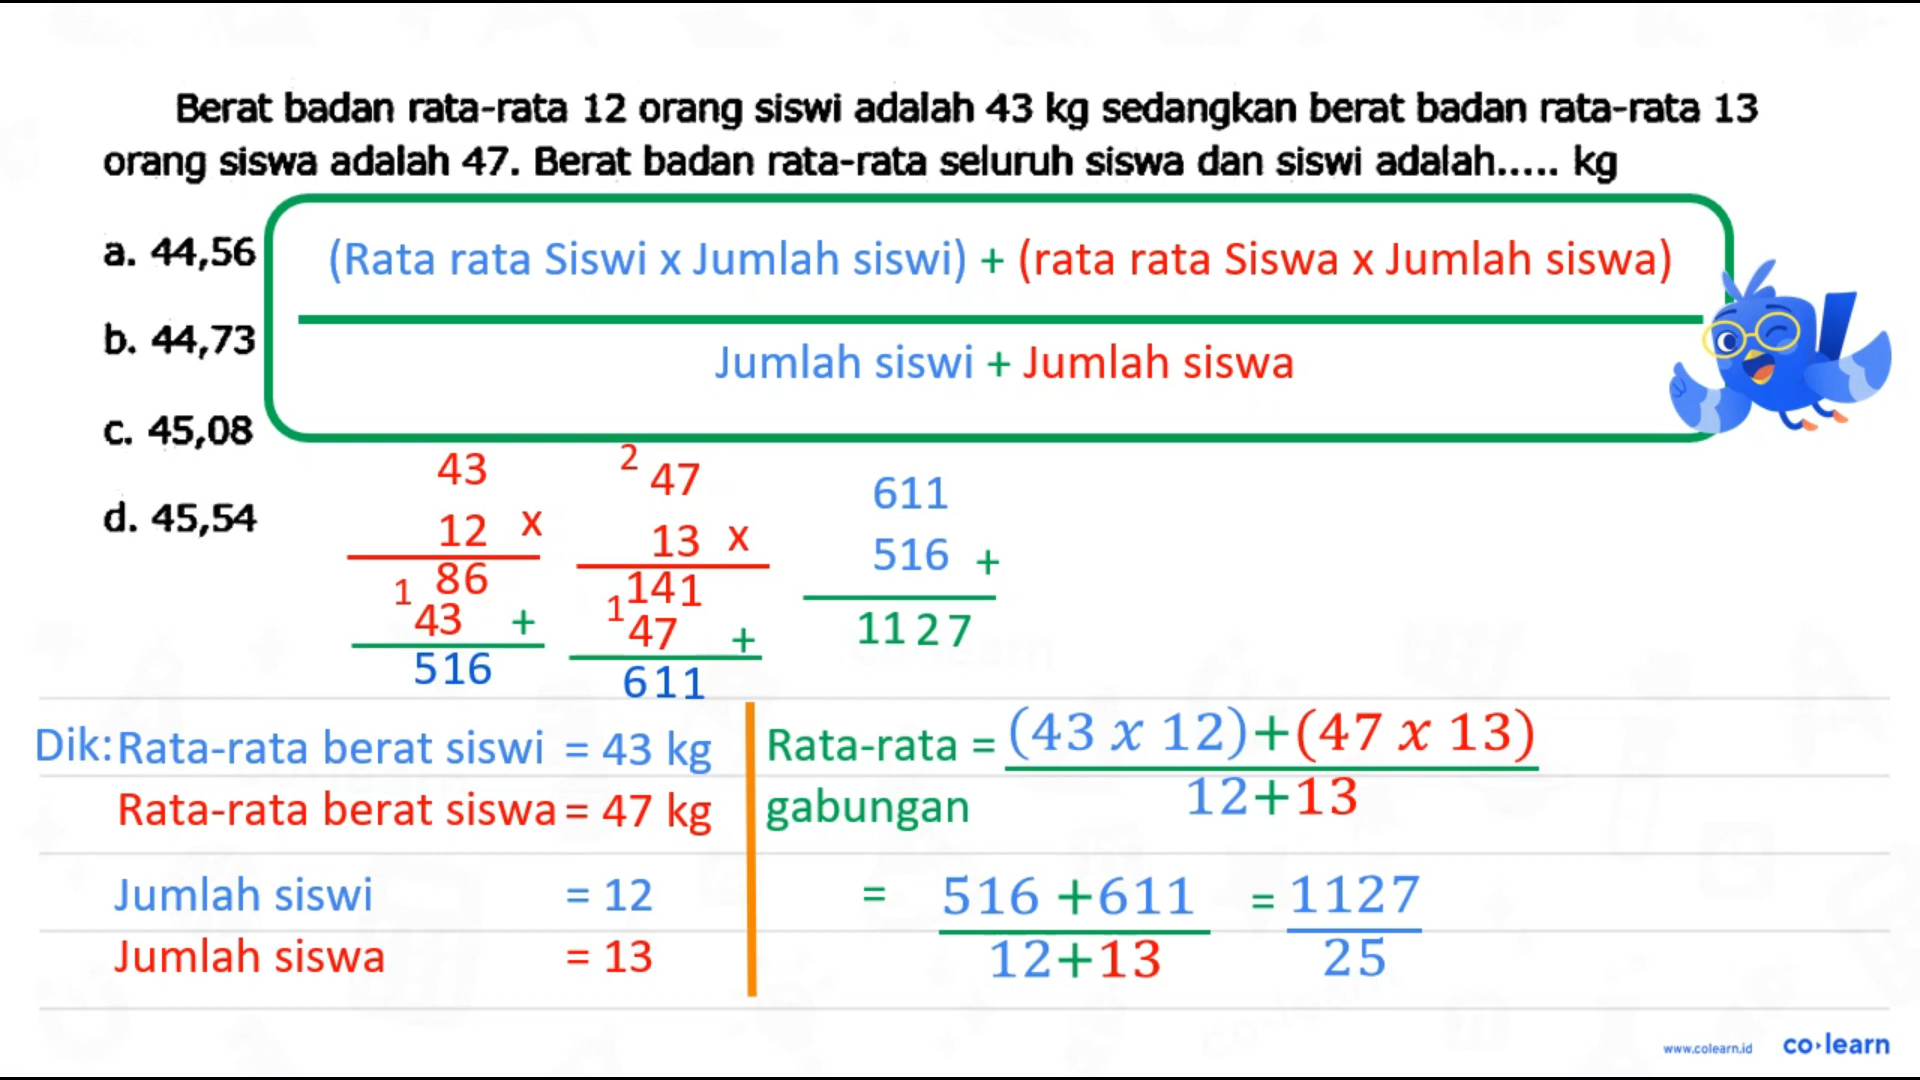 Berat badan rata-rata 12 orang siswi adalah 43 kg sedangkan berat badan rata-rata 13
orang siswa adalah 47. Berat badan rata-rata seluruh siswa dan siswi adalah..... kg
a. 44,56
(Rata rata Siswi x Jumlah siswi) + (rata rata Siswa x Jumlah siswa)
Jumlah siswi + Jumlah siswa
b. 44,73
c. 45,08
d. 45,54
43
12 x
1 86
43 +
516
2 47
13 x
141
1 47 +
611
611
516 +
1127
Dik: Rata-rata berat siswi = 43 kg
Rata-rata berat siswa = 47 kg
Jumlah siswi = 12
Jumlah siswa = 13
Rata-rata = (43 x 12)+(47 x 13)
gabungan 12+13
= 516 +611 = 1127
12+13 25
www.colearn.id co learn